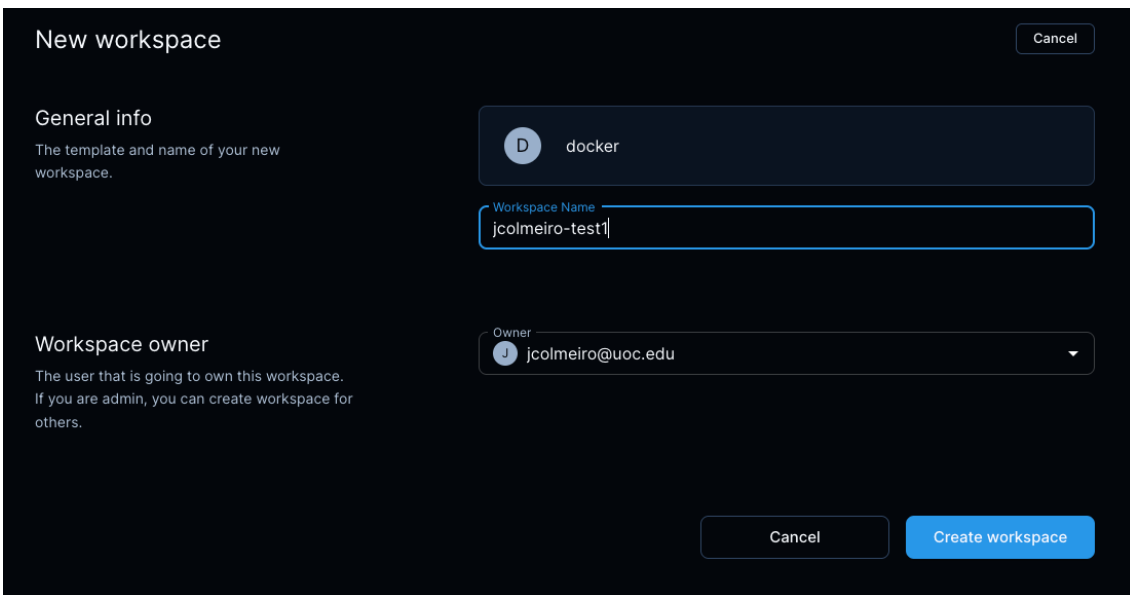 New workspace
Cancel
General info
The template and name of your new
workspace.
D
docker
Workspace Name
jcolmeiro-test1
Workspace owner
The user that is going to own this workspace.
If you are admin, you can create workspace for
others.
Owner
J
jcolmeiro@uoc.edu
Cancel
Create workspace